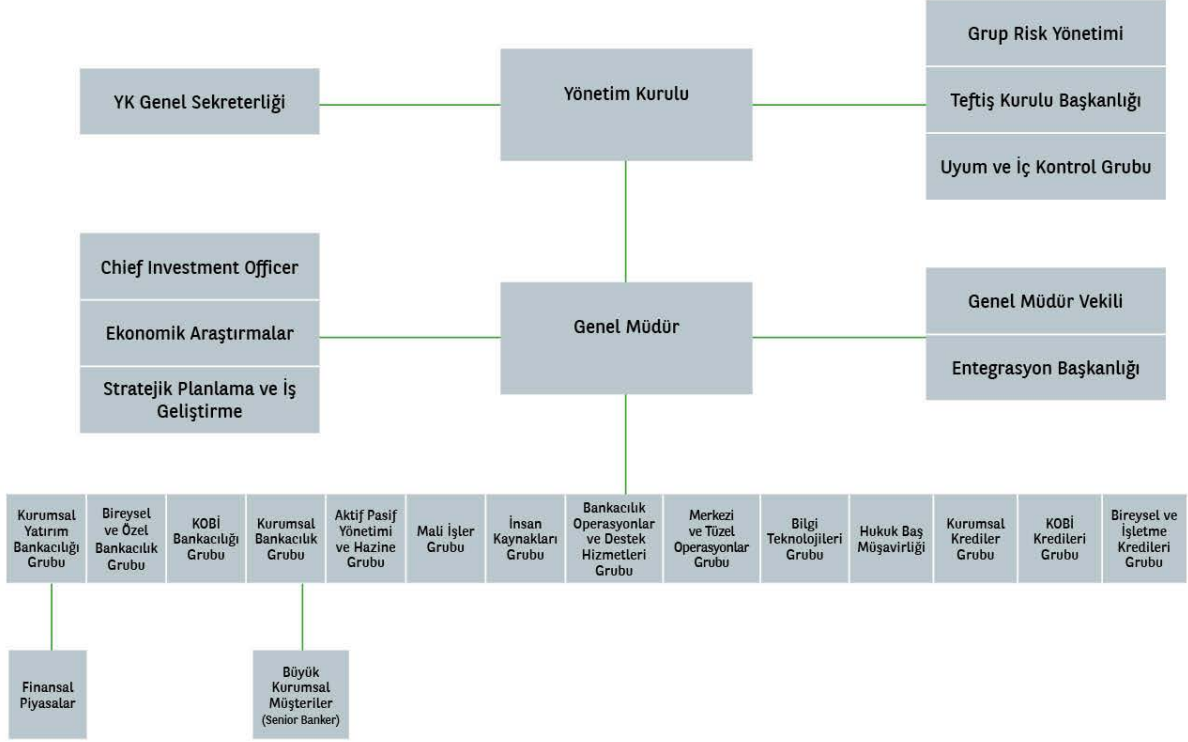 Grup Risk Yönetimi
YK Genel Sekreterliği
Yönetim Kurulu
Teftiş Kurulu Başkanlığı
Uyum ve İç Kontrol Grubu
Chief Investment Officer
Ekonomik Araştırmalar
Stratejik Planlama ve İş
Geliştirme
Genel Müdür
Genel Müdür Vekili
Entegrasyon Başkanlığı
Kurumsal
Yatırım
Bankacılığı
Grubu
Bireysel
ve Özel
Bankacılık
Grubu
KOBİ
Bankacılığı
Grubu
Kurumsal
Bankacılık
Grubu
Aktif Pasif
Yönetimi
ve Hazine
Grubu
Mali İşler
Grubu
İnsan
Kaynakları
Grubu
Bankacılık
Operasyonlar
ve Destek
Hizmetleri
Grubu
Merkezi
ve Tüzel
Operasyonlar
Grubu
Bilgi
Teknolojileri
Grubu
Hukuk Baş
Müşavirliği
Kurumsal
Krediler
Grubu
KOBİ
Kredileri
Grubu
Bireysel ve
İşletme
Kredileri
Grubu
Finansal
Piyasalar
Büyük
Kurumsal
Müşteriler
(Senior Banker)